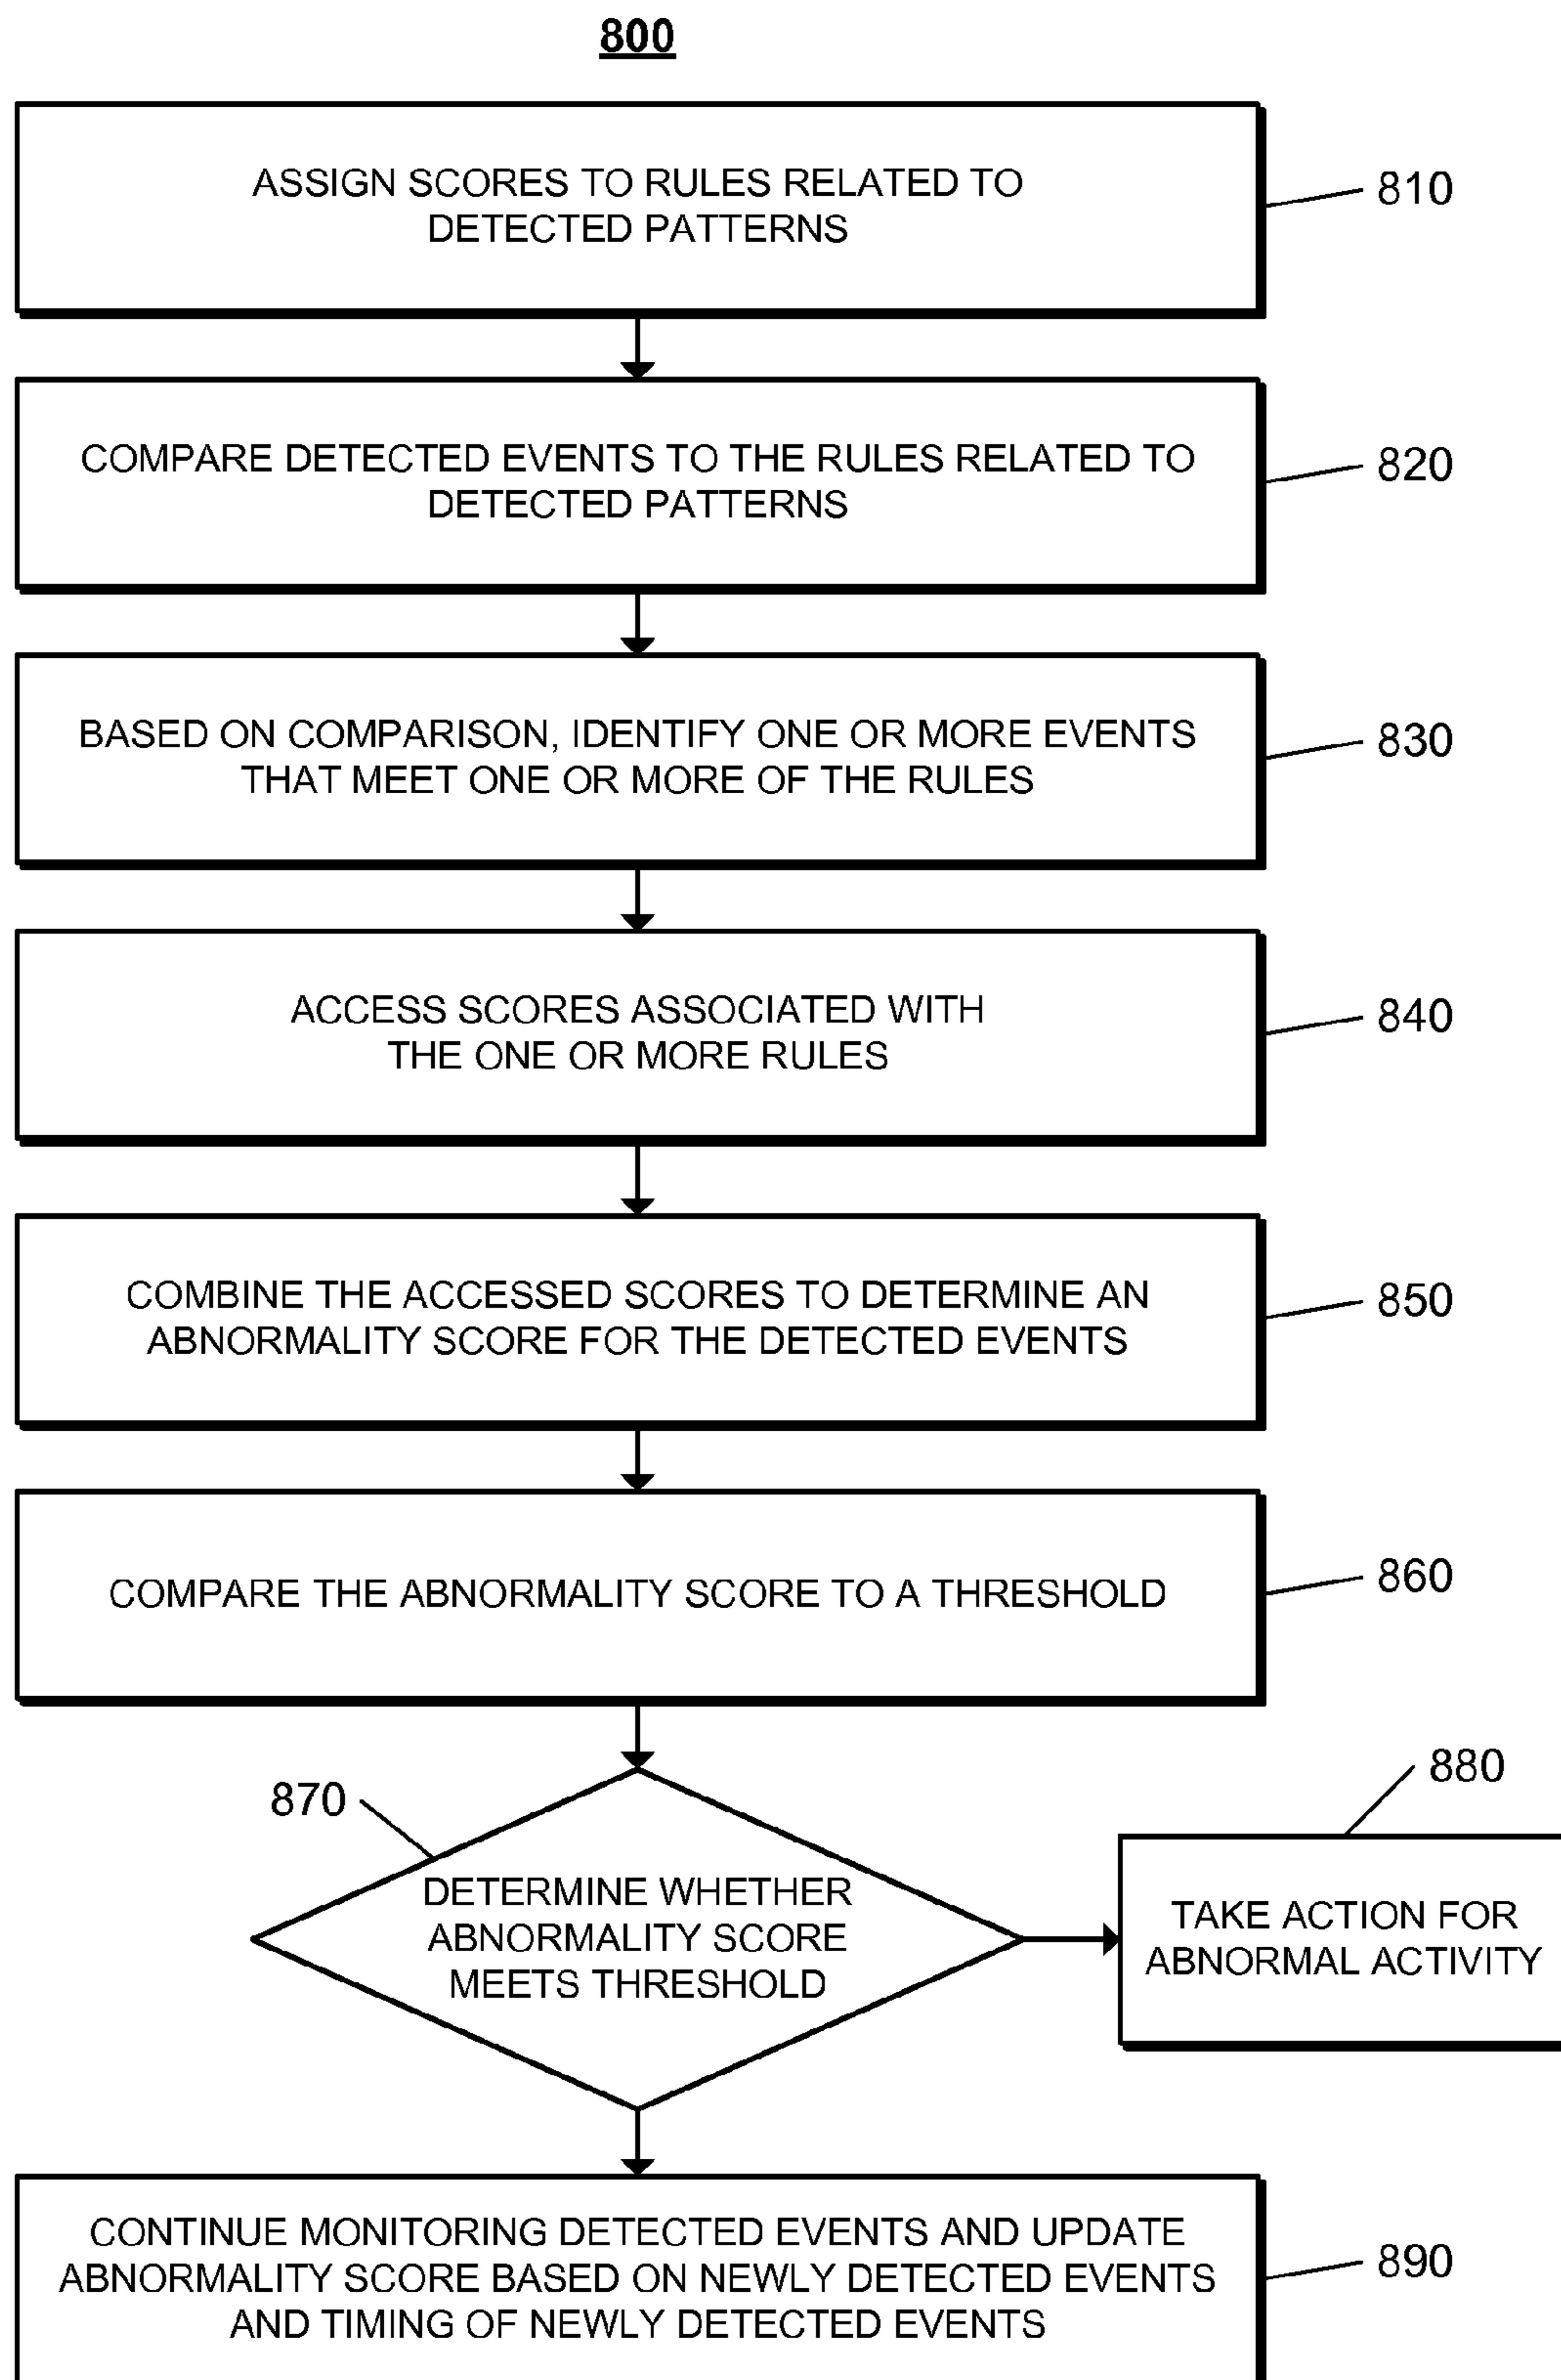 800
ASSIGN SCORES TO RULES RELATED TO
DETECTED PATTERNS
810
COMPARE DETECTED EVENTS TO THE RULES RELATED TO
DETECTED PATTERNS
820
BASED ON COMPARISON, IDENTIFY ONE OR MORE EVENTS
THAT MEET ONE OR MORE OF THE RULES
830
ACCESS SCORES ASSOCIATED WITH
THE ONE OR MORE RULES
840
COMBINE THE ACCESSED SCORES TO DETERMINE AN
ABNORMALITY SCORE FOR THE DETECTED EVENTS
850
COMPARE THE ABNORMALITY SCORE TO A THRESHOLD
860
870
DETERMINE WHETHER
ABNORMALITY SCORE
MEETS THRESHOLD
880
TAKE ACTION FOR
ABNORMAL ACTIVITY
CONTINUE MONITORING DETECTED EVENTS AND UPDATE
ABNORMALITY SCORE BASED ON NEWLY DETECTED EVENTS
AND TIMING OF NEWLY DETECTED EVENTS
890